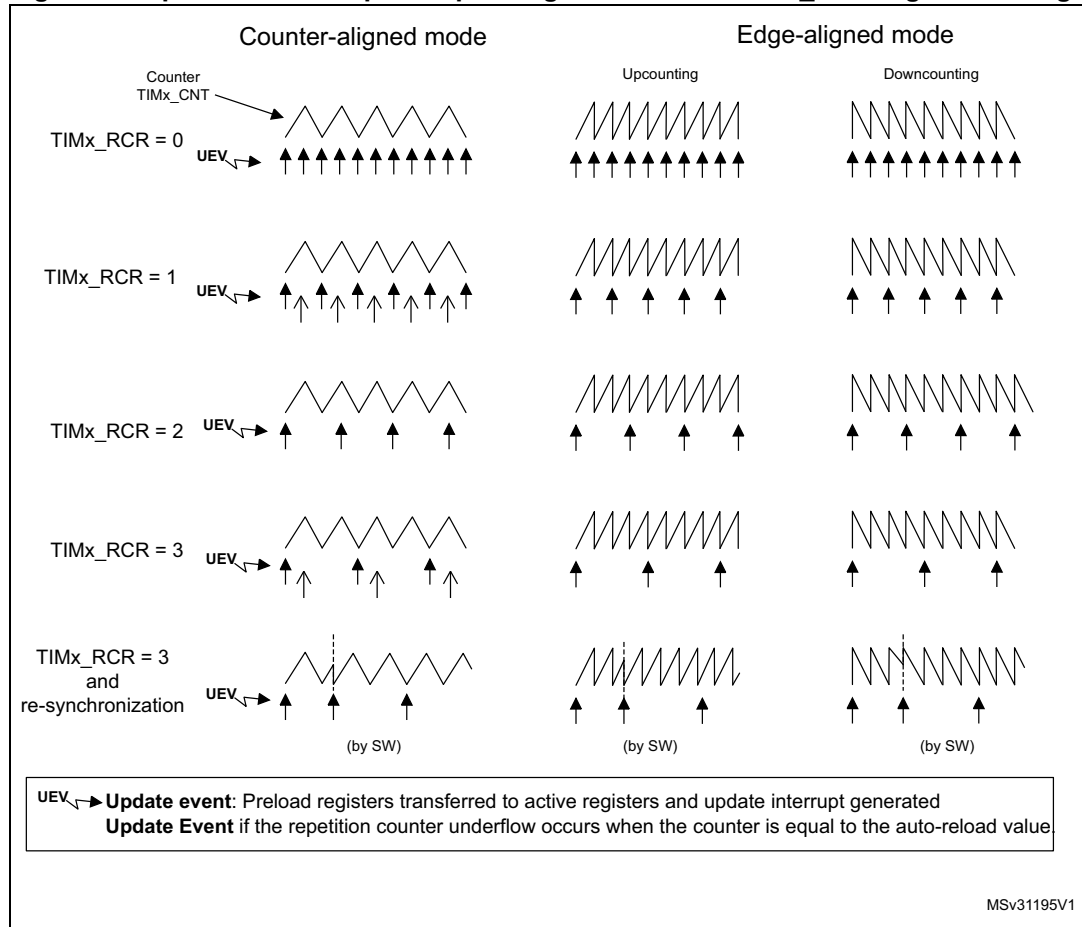 Counter-aligned mode
Edge-aligned mode
Upcounting
Downcounting
Counter
TIMx_CNT
TIMx_RCR = 0
UEV
TIMx_RCR = 1
UEV
TIMx_RCR = 2
UEV
TIMx_RCR = 3
UEV
TIMx_RCR = 3
and
re-synchronization
UEV
(by SW)
(by SW)
(by SW)
UEV Update event: Preload registers transferred to active registers and update interrupt generated
Update Event if the repetition counter underflow occurs when the counter is equal to the auto-reload value.
MSv31195V1